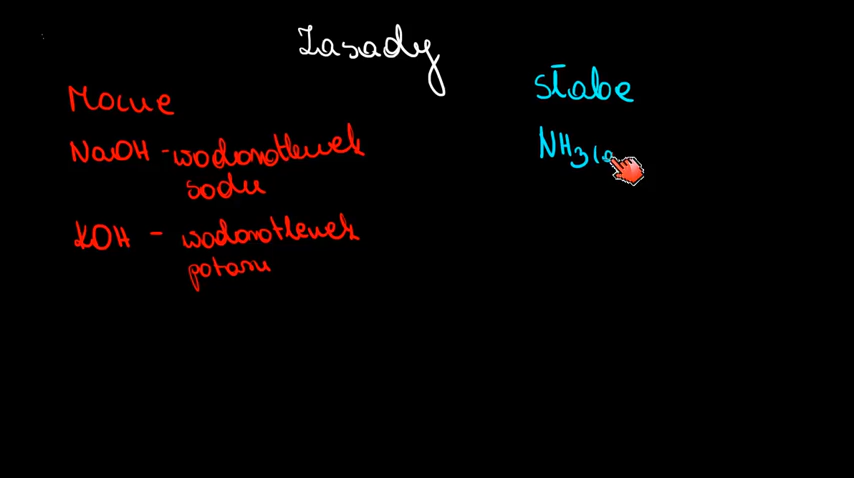 Zasady
Mocne
NaOH - wodorotlenek
sodu
KOH - wodorotlenek
potasu
słabe
NH3(a